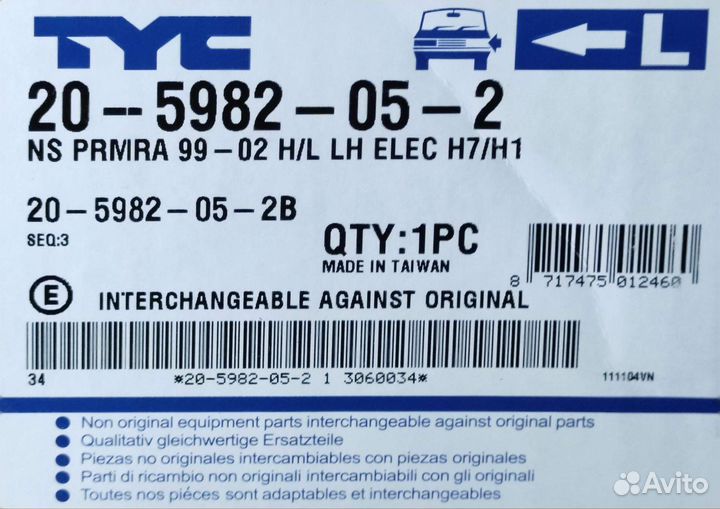 TYC
L
20-5982-05-2
NS PRMRA 99-02 H/L LH ELEC H7/H1
20-5982-05-2B
SEQ:3
QTY:1PC
MADE IN TAIWAN
8 717475 012460
E INTERCHANGEABLE AGAINST ORIGINAL
34 *20-5982-05-2 1 3060034* 111104VN
• Non original equipment parts interchangeable against original parts
• Qualitativ gleichwertige Ersatzteile
• Piezas no originales intercambiables con piezas originales
• Parti di ricambio non originali intercambiabili con gli originali
• Toutes nos piéces sont adaptables et interchangeables
Avito